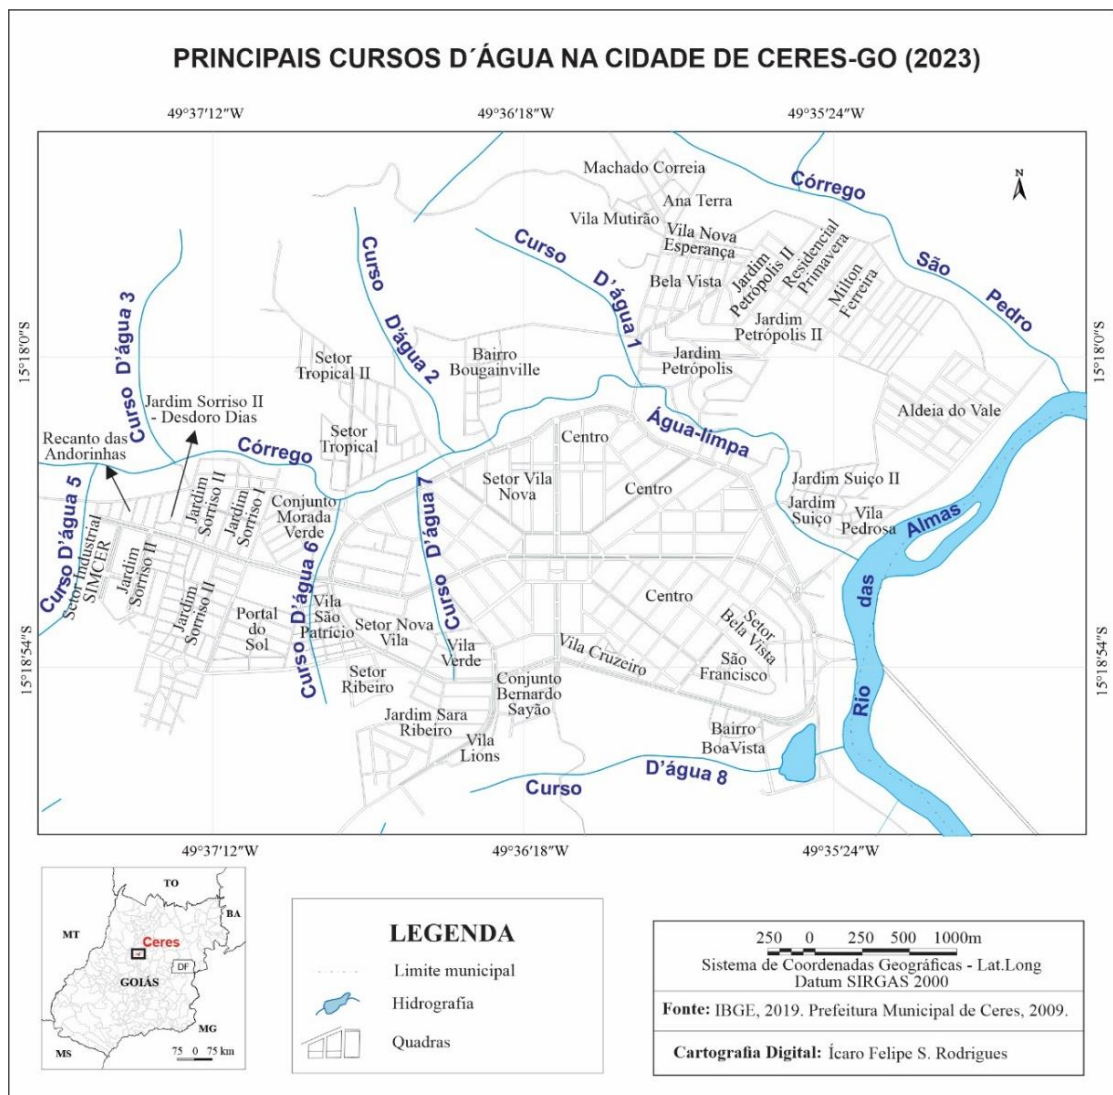 PRINCIPAIS CURSOS D´ÁGUA NA CIDADE DE CERES-GO (2023)
49°37'12"W
49°36'18"W
49°35'24"W
15°18'0"S
15°18'54"S
15°18'0"S
15°18'54"S
N
Machado Correia
Ana Terra
Vila Mutirão
Vila Nova
Esperança
Bela Vista
Jardim
Petrópolis II
Residencial
Primavera
Milton
Ferreira
Jardim
Petrópolis II
Jardim
Petrópolis
Córrego
São
Pedro
Curso
D'água 1
Curso
D'água 2
Curso D'água 3
Setor
Tropical II
Bairro
Bougainville
Jardim Sorriso II
- Desdoro Dias
Recanto das
Andorinhas
Setor
Tropical
Córrego
Água-limpa
Aldeia do Vale
Centro
Setor Vila
Nova
Centro
Jardim Suiço II
Jardim
Suiço
Vila
Pedrosa
Almas
das
Rio
Curso D'água 5
Setor Industrial
SIMCER
Jardim
Sorriso II
Jardim
Sorriso I
Jardim
Sorriso II
Jardim
Sorriso II
Conjunto
Morada
Verde
Curso D'água 6
Curso D'água 7
Portal
do
Sol
Vila
São
Patrício
Setor Nova
Vila
Vila
Verde
Setor
Ribeiro
Centro
Setor
Bela Vista
Vila Cruzeiro
São
Francisco
Conjunto
Bernardo
Sayão
Jardim Sara
Ribeiro
Vila
Lions
Bairro
BoaVista
Curso
D'água 8
49°37'12"W
49°36'18"W
49°35'24"W
TO
BA
MT
Ceres
DF
GOIÁS
MG
MS
75 0 75 km
LEGENDA
Limite municipal
Hidrografia
Quadras
250 0 250 500 1000m
Sistema de Coordenadas Geográficas - Lat.Long
Datum SIRGAS 2000
Fonte: IBGE, 2019. Prefeitura Municipal de Ceres, 2009.
Cartografia Digital: Ícaro Felipe S. Rodrigues